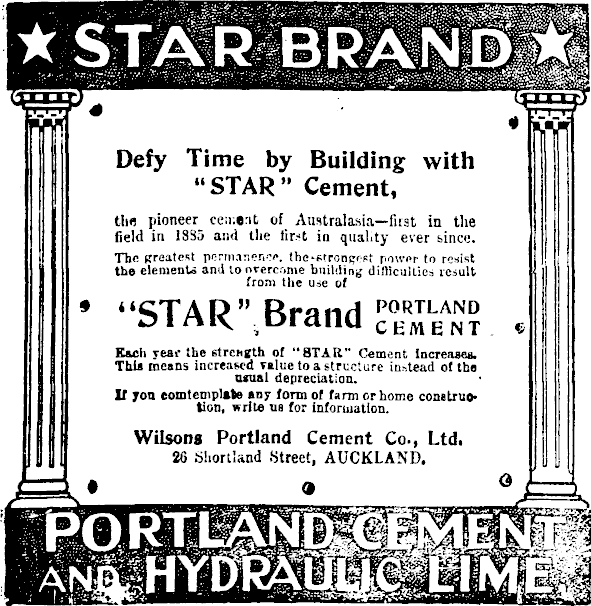 STAR BRAND
Defy Time by Building with
"STAR" Cement,
the pioneer cement of Australasia—first in the
field in 1885 and the first in quality ever since.
The greatest permanence, the strongest power to resist
the elements and to overcome building difficulties result
from the use of
"STAR" Brand PORTLAND
CEMENT
Each year the strength of "STAR" Cement increases.
This means increased value to a structure instead of the
usual depreciation.
If you comtemplate any form of farm or home construc-
tion, write us for information.
Wilsons Portland Cement Co., Ltd.
26 Shortland Street, AUCKLAND.
PORTLAND CEMENT
AND HYDRAULIC LIME.